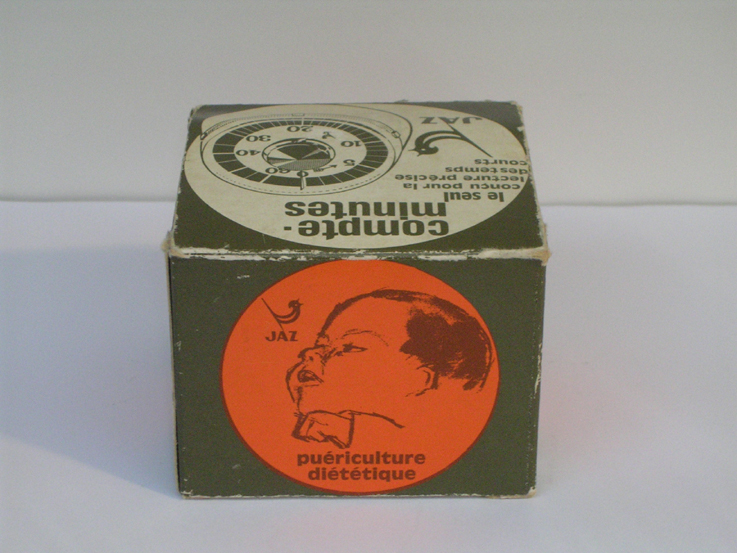 compte-
minutes
le seul
conçu pour la
lecture précise
des temps
courts
JAZ
0
5
10
20
30
40
60
JAZ
puériculture
diététique